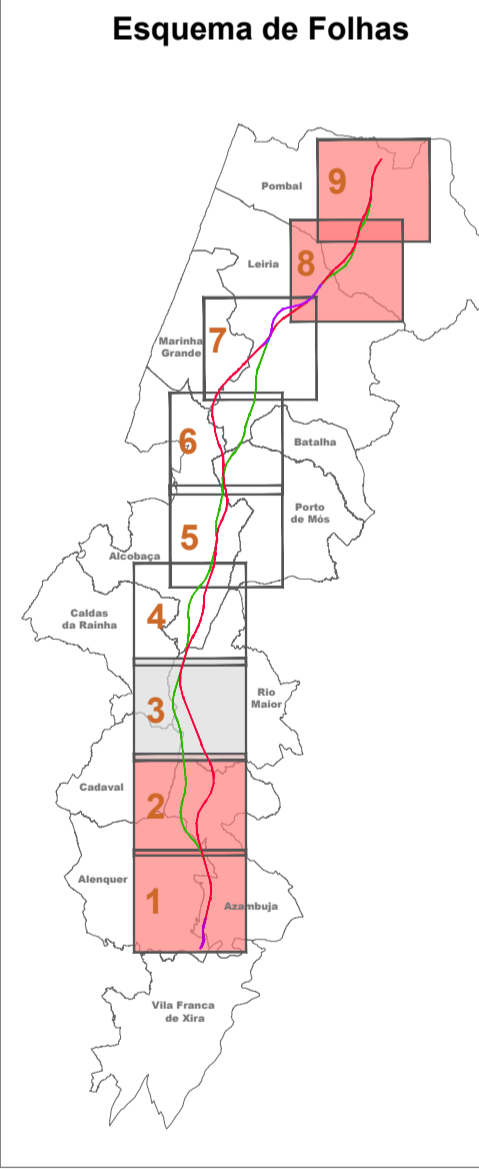 Esquema de Folhas
9
Pombal
8
Leiria
7
Marinha
Grande
6
Batalha
Porto
de Mós
5
Alcobaça
4
Caldas
da Rainha
Rio
Maior
3
Cadaval
2
Alenquer
1
Azambuja
Vila Franca
de Xira